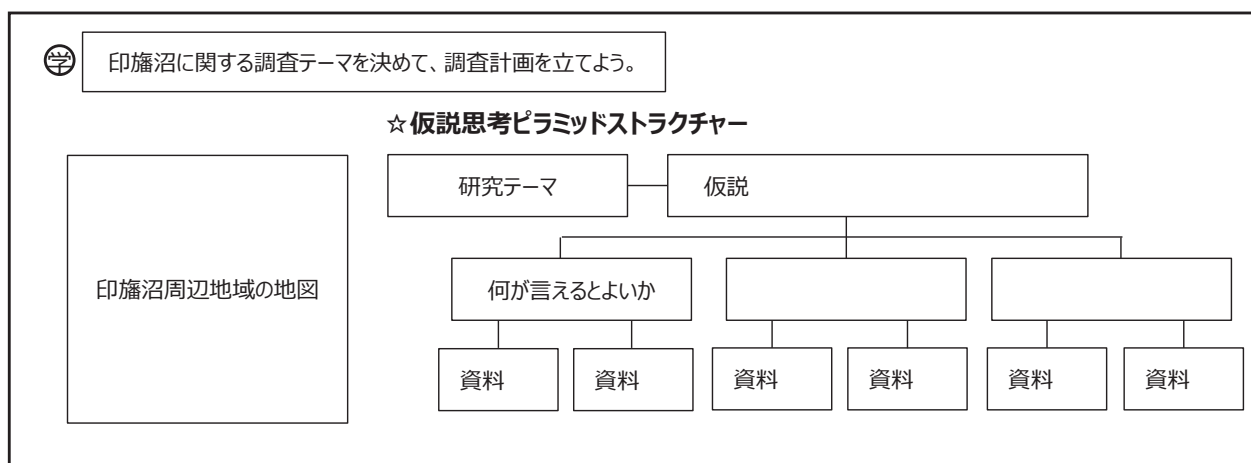 ㊫
印旛沼に関する調査テーマを決めて、調査計画を立てよう。
☆仮説思考ピラミッドストラクチャー
印旛沼周辺地域の地図
研究テーマ
仮説
何が言えるとよいか
資料
資料
資料
資料
資料
資料